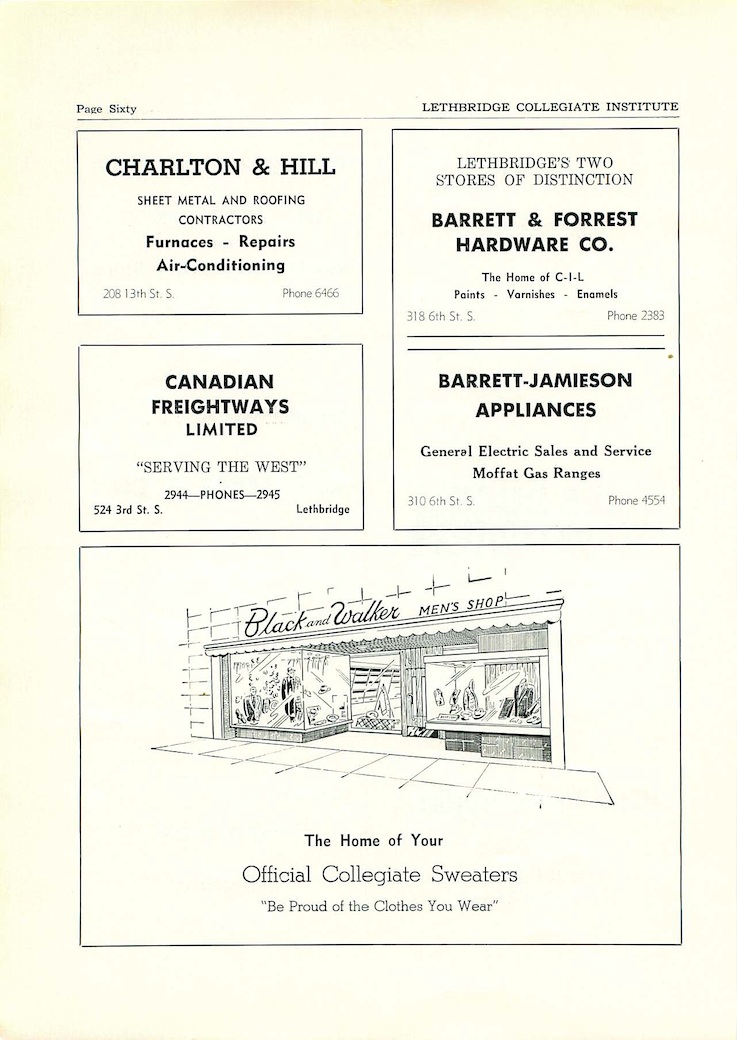 Page Sixty
LETHBRIDGE COLLEGIATE INSTITUTE
CHARLTON & HILL
SHEET METAL AND ROOFING
CONTRACTORS
Furnaces - Repairs
Air-Conditioning
208 13th St. S. Phone 6466
CANADIAN
FREIGHTWAYS
LIMITED
"SERVING THE WEST"
2944—PHONES—2945
524 3rd St. S. Lethbridge
LETHBRIDGE'S TWO
STORES OF DISTINCTION
BARRETT & FORREST
HARDWARE CO.
The Home of C-I-L
Paints - Varnishes - Enamels
318 6th St. S. Phone 2383
BARRETT-JAMIESON
APPLIANCES
General Electric Sales and Service
Moffat Gas Ranges
310 6th St. S. Phone 4554
Black and Walker MEN'S SHOP
The Home of Your
Official Collegiate Sweaters
"Be Proud of the Clothes You Wear"